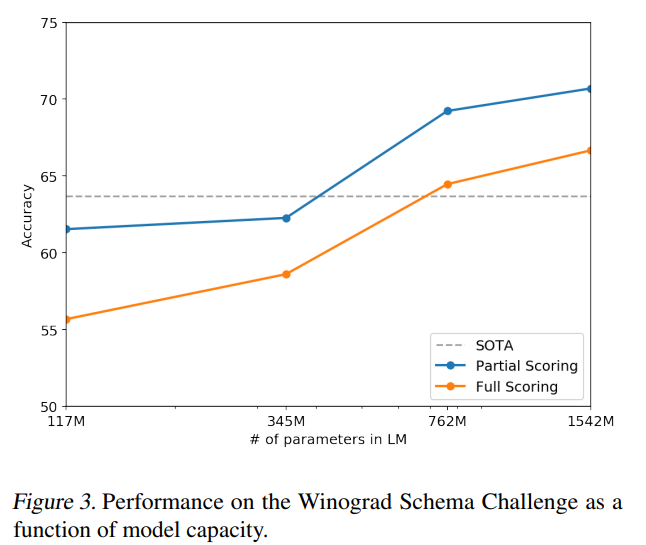 75
70
65
60
55
50
Accuracy
SOTA
Partial Scoring
Full Scoring
117M 345M 762M 1542M
# of parameters in LM
Figure 3. Performance on the Winograd Schema Challenge as a
function of model capacity.